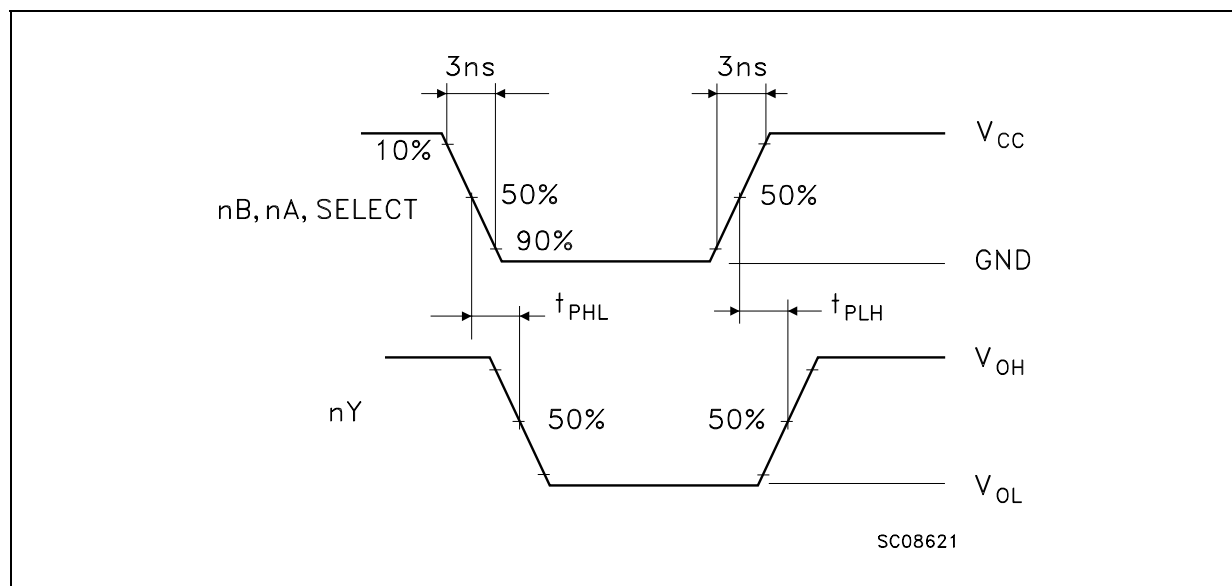 3ns 3ns
V_CC
10%
50% 50%
nB, nA, SELECT
90%
GND
t_PHL t_PLH
V_OH
nY 50% 50%
V_OL
SC08621